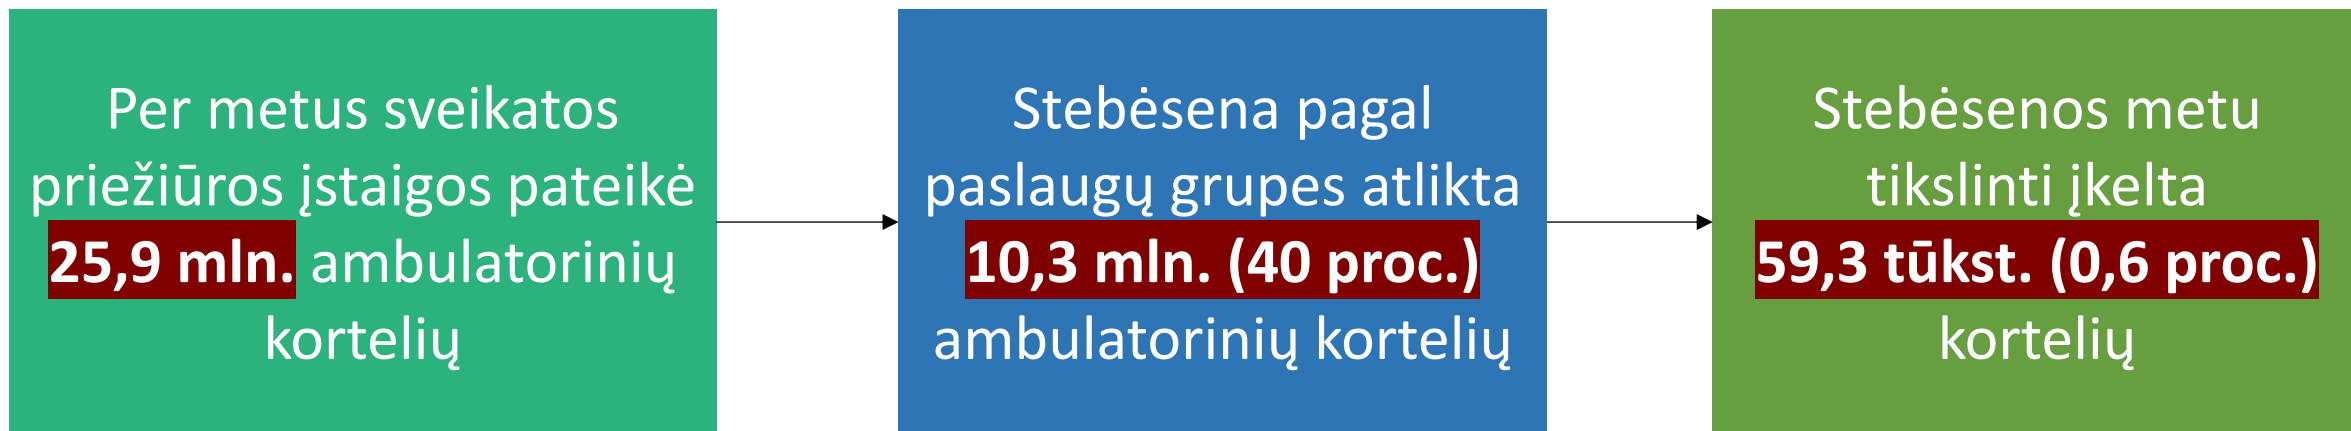 Per metus sveikatos
priežiūros įstaigos pateikė
25,9 mln. ambulatorinių
kortelių
Stebėsena pagal
paslaugų grupes atlikta
10,3 mln. (40 proc.)
ambulatorinių kortelių
Stebėsenos metu
tikslinti įkelta
59,3 tūkst. (0,6 proc.)
kortelių